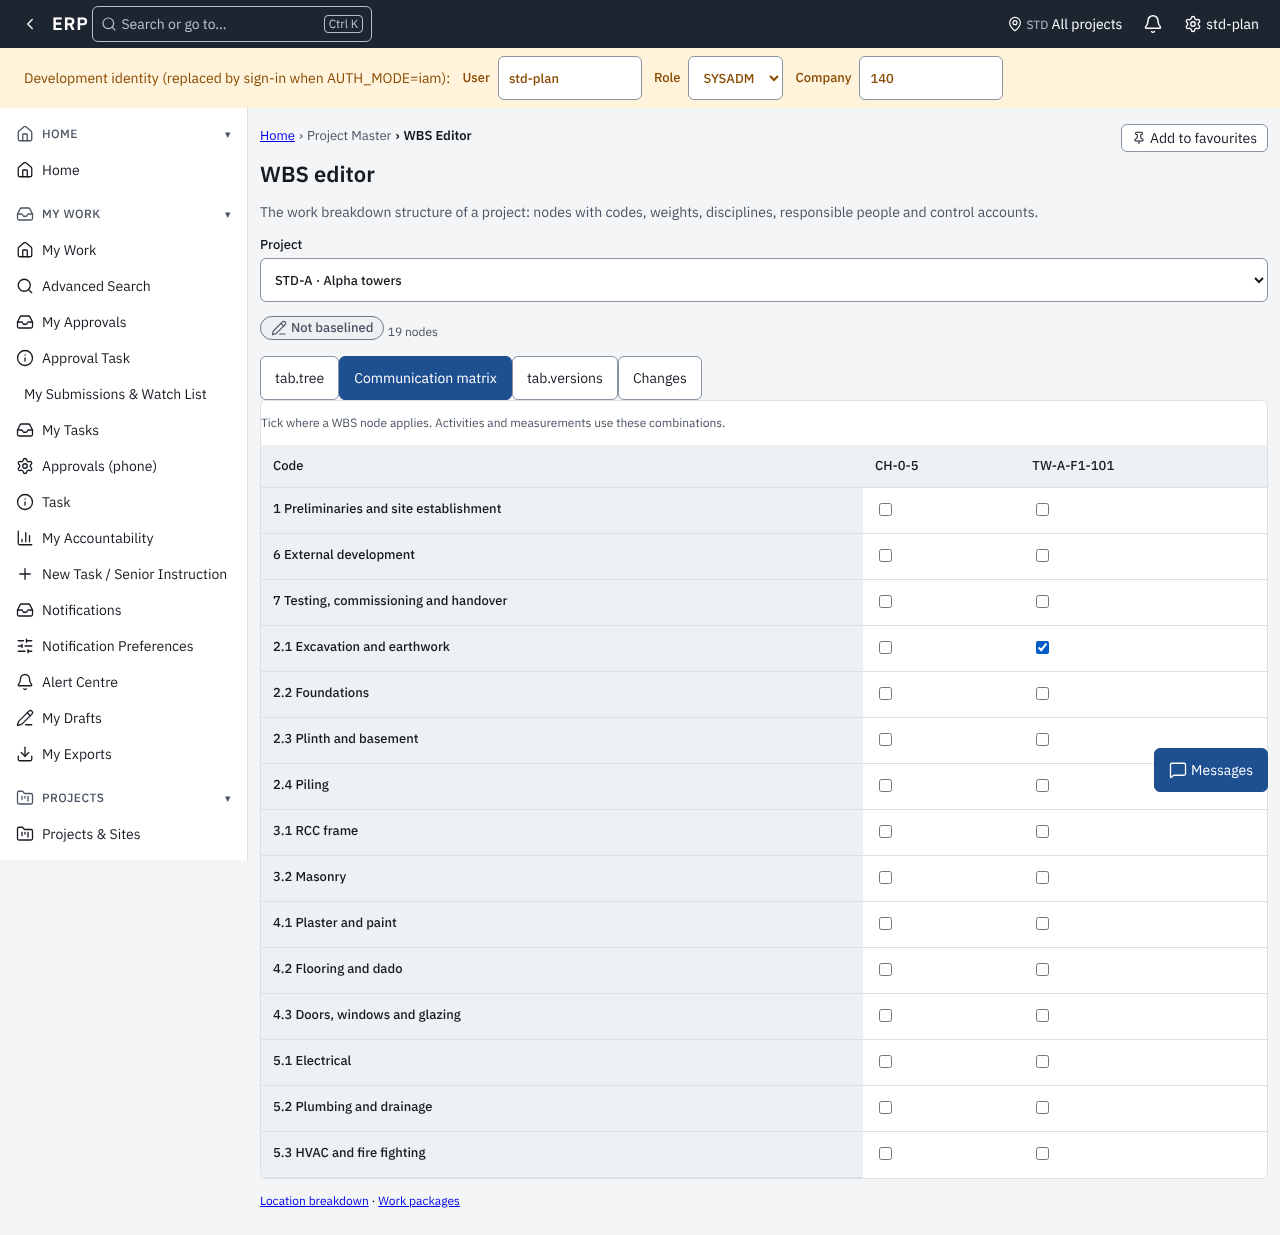 ERP
Search or go to...
Ctrl K
STD All projects
std-plan
Development identity (replaced by sign-in when AUTH_MODE=iam):
User
std-plan
Role
SYSADM
Company
140
HOME
Home
MY WORK
My Work
Advanced Search
My Approvals
Approval Task
My Submissions & Watch List
My Tasks
Approvals (phone)
Task
My Accountability
New Task / Senior Instruction
Notifications
Notification Preferences
Alert Centre
My Drafts
My Exports
PROJECTS
Projects & Sites
Home › Project Master › WBS Editor
Add to favourites
WBS editor
The work breakdown structure of a project: nodes with codes, weights, disciplines, responsible people and control accounts.
Project
STD-A · Alpha towers
Not baselined
19 nodes
tab.tree
Communication matrix
tab.versions
Changes
Tick where a WBS node applies. Activities and measurements use these combinations.
Code CH-0-5 TW-A-F1-101
1 Preliminaries and site establishment
6 External development
7 Testing, commissioning and handover
2.1 Excavation and earthwork
2.2 Foundations
2.3 Plinth and basement
2.4 Piling
3.1 RCC frame
3.2 Masonry
4.1 Plaster and paint
4.2 Flooring and dado
4.3 Doors, windows and glazing
5.1 Electrical
5.2 Plumbing and drainage
5.3 HVAC and fire fighting
Messages
Location breakdown · Work packages